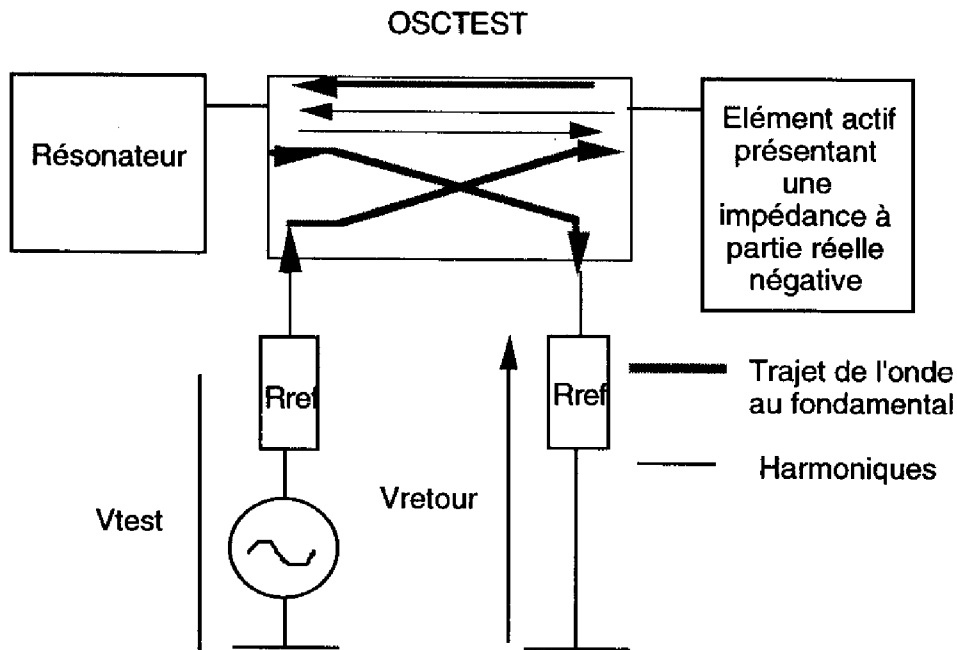 OSCTEST
Résonateur
Elément actif
présentant
une
impédance à
partie réelle
négative
Rref
Rref
Trajet de l'onde
au fondamental
Harmoniques
Vretour
Vtest